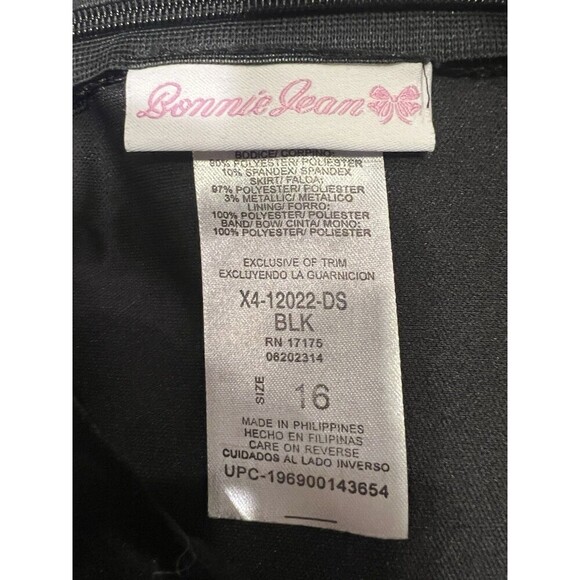 Bonnie Jean
BODICE/ CORPINO:
90% POLYESTER/ POLIESTER
10% SPANDEX/ SPANDEX
SKIRT/ FALDA:
97% POLYESTER/ POLIESTER
3% METALLIC/ METALICO
LINING/ FORRO:
100% POLYESTER/ POLIESTER
BAND/ BOW/ CINTA/ MONO:
100% POLYESTER/ POLIESTER
EXCLUSIVE OF TRIM
EXCLUYENDO LA GUARNICION
X4-12022-DS
BLK
RN 17175
06202314
SIZE 16
MADE IN PHILIPPINES
HECHO EN FILIPINAS
CARE ON REVERSE
CUIDADOS AL LADO INVERSO
UPC-196900143654